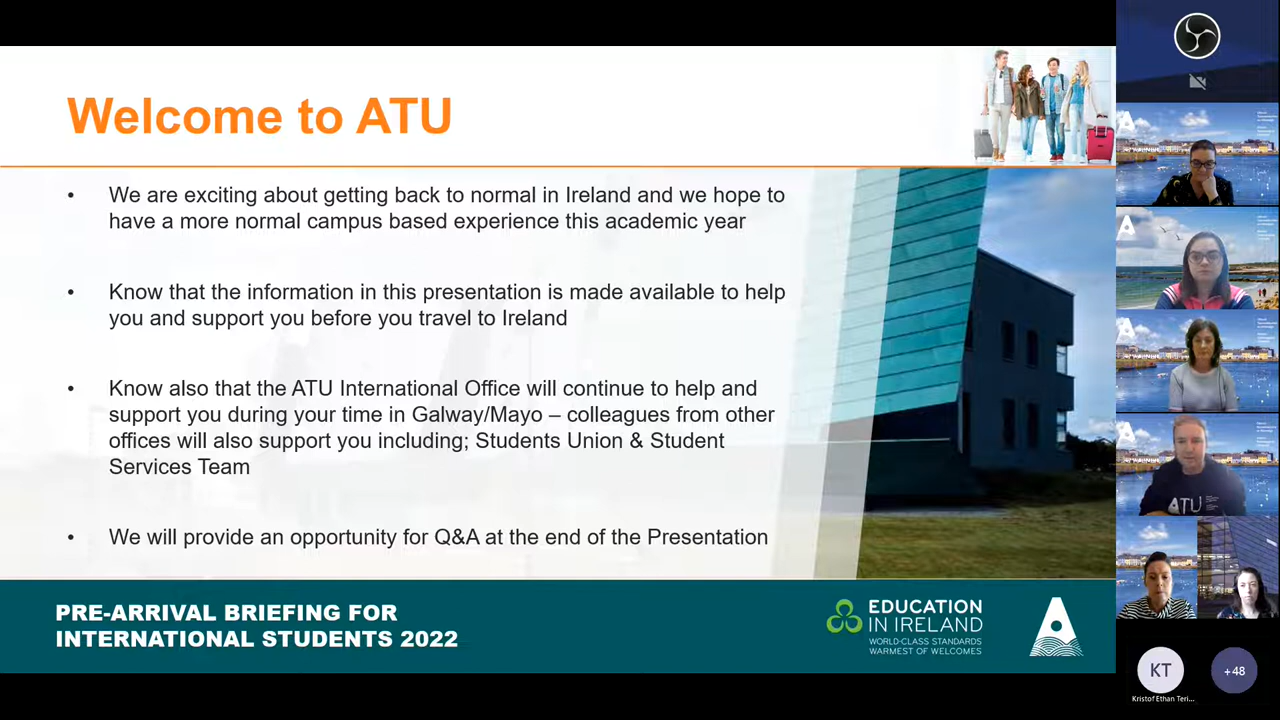 Welcome to ATU
• We are exciting about getting back to normal in Ireland and we hope to
have a more normal campus based experience this academic year
• Know that the information in this presentation is made available to help
you and support you before you travel to Ireland
• Know also that the ATU International Office will continue to help and
support you during your time in Galway/Mayo – colleagues from other
offices will also support you including; Students Union & Student
Services Team
• We will provide an opportunity for Q&A at the end of the Presentation
PRE-ARRIVAL BRIEFING FOR
INTERNATIONAL STUDENTS 2022
EDUCATION
IN IRELAND
WORLD-CLASS STANDARDS
WARMEST OF WELCOMES
ATU
KT
+48
Kristof Ethan Teri...